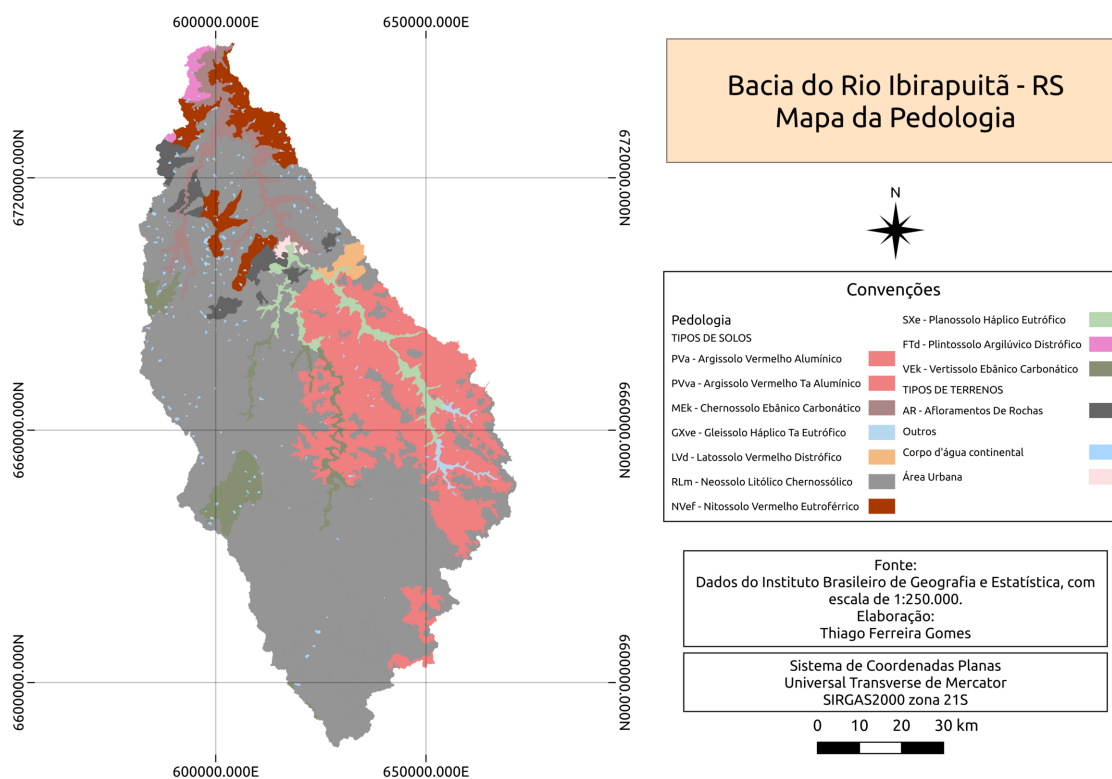 600000.000E
650000.000E
6720000.000N
6720000.000N
6660000.000N
6660000.000N
6600000.000N
6600000.000N
600000.000E
650000.000E
Bacia do Rio Ibirapuitã - RS
Mapa da Pedologia
N
Convenções
Pedologia
TIPOS DE SOLOS
PVa - Argissolo Vermelho Alumínico
PVva - Argissolo Vermelho Ta Alumínico
MEk - Chernossolo Ebânico Carbonático
GXve - Gleissolo Háplico Ta Eutrófico
LVd - Latossolo Vermelho Distrófico
RLm - Neossolo Litólico Chernossólico
NVef - Nitossolo Vermelho Eutroférrico
SXe - Planossolo Háplico Eutrófico
FTd - Plintossolo Argilúvico Distrófico
VEk - Vertissolo Ebânico Carbonático
TIPOS DE TERRENOS
AR - Afloramentos De Rochas
Outros
Corpo d'água continental
Área Urbana
Fonte:
Dados do Instituto Brasileiro de Geografia e Estatística, com
escala de 1:250.000.
Elaboração:
Thiago Ferreira Gomes
Sistema de Coordenadas Planas
Universal Transverse de Mercator
SIRGAS2000 zona 21S
0 10 20 30 km